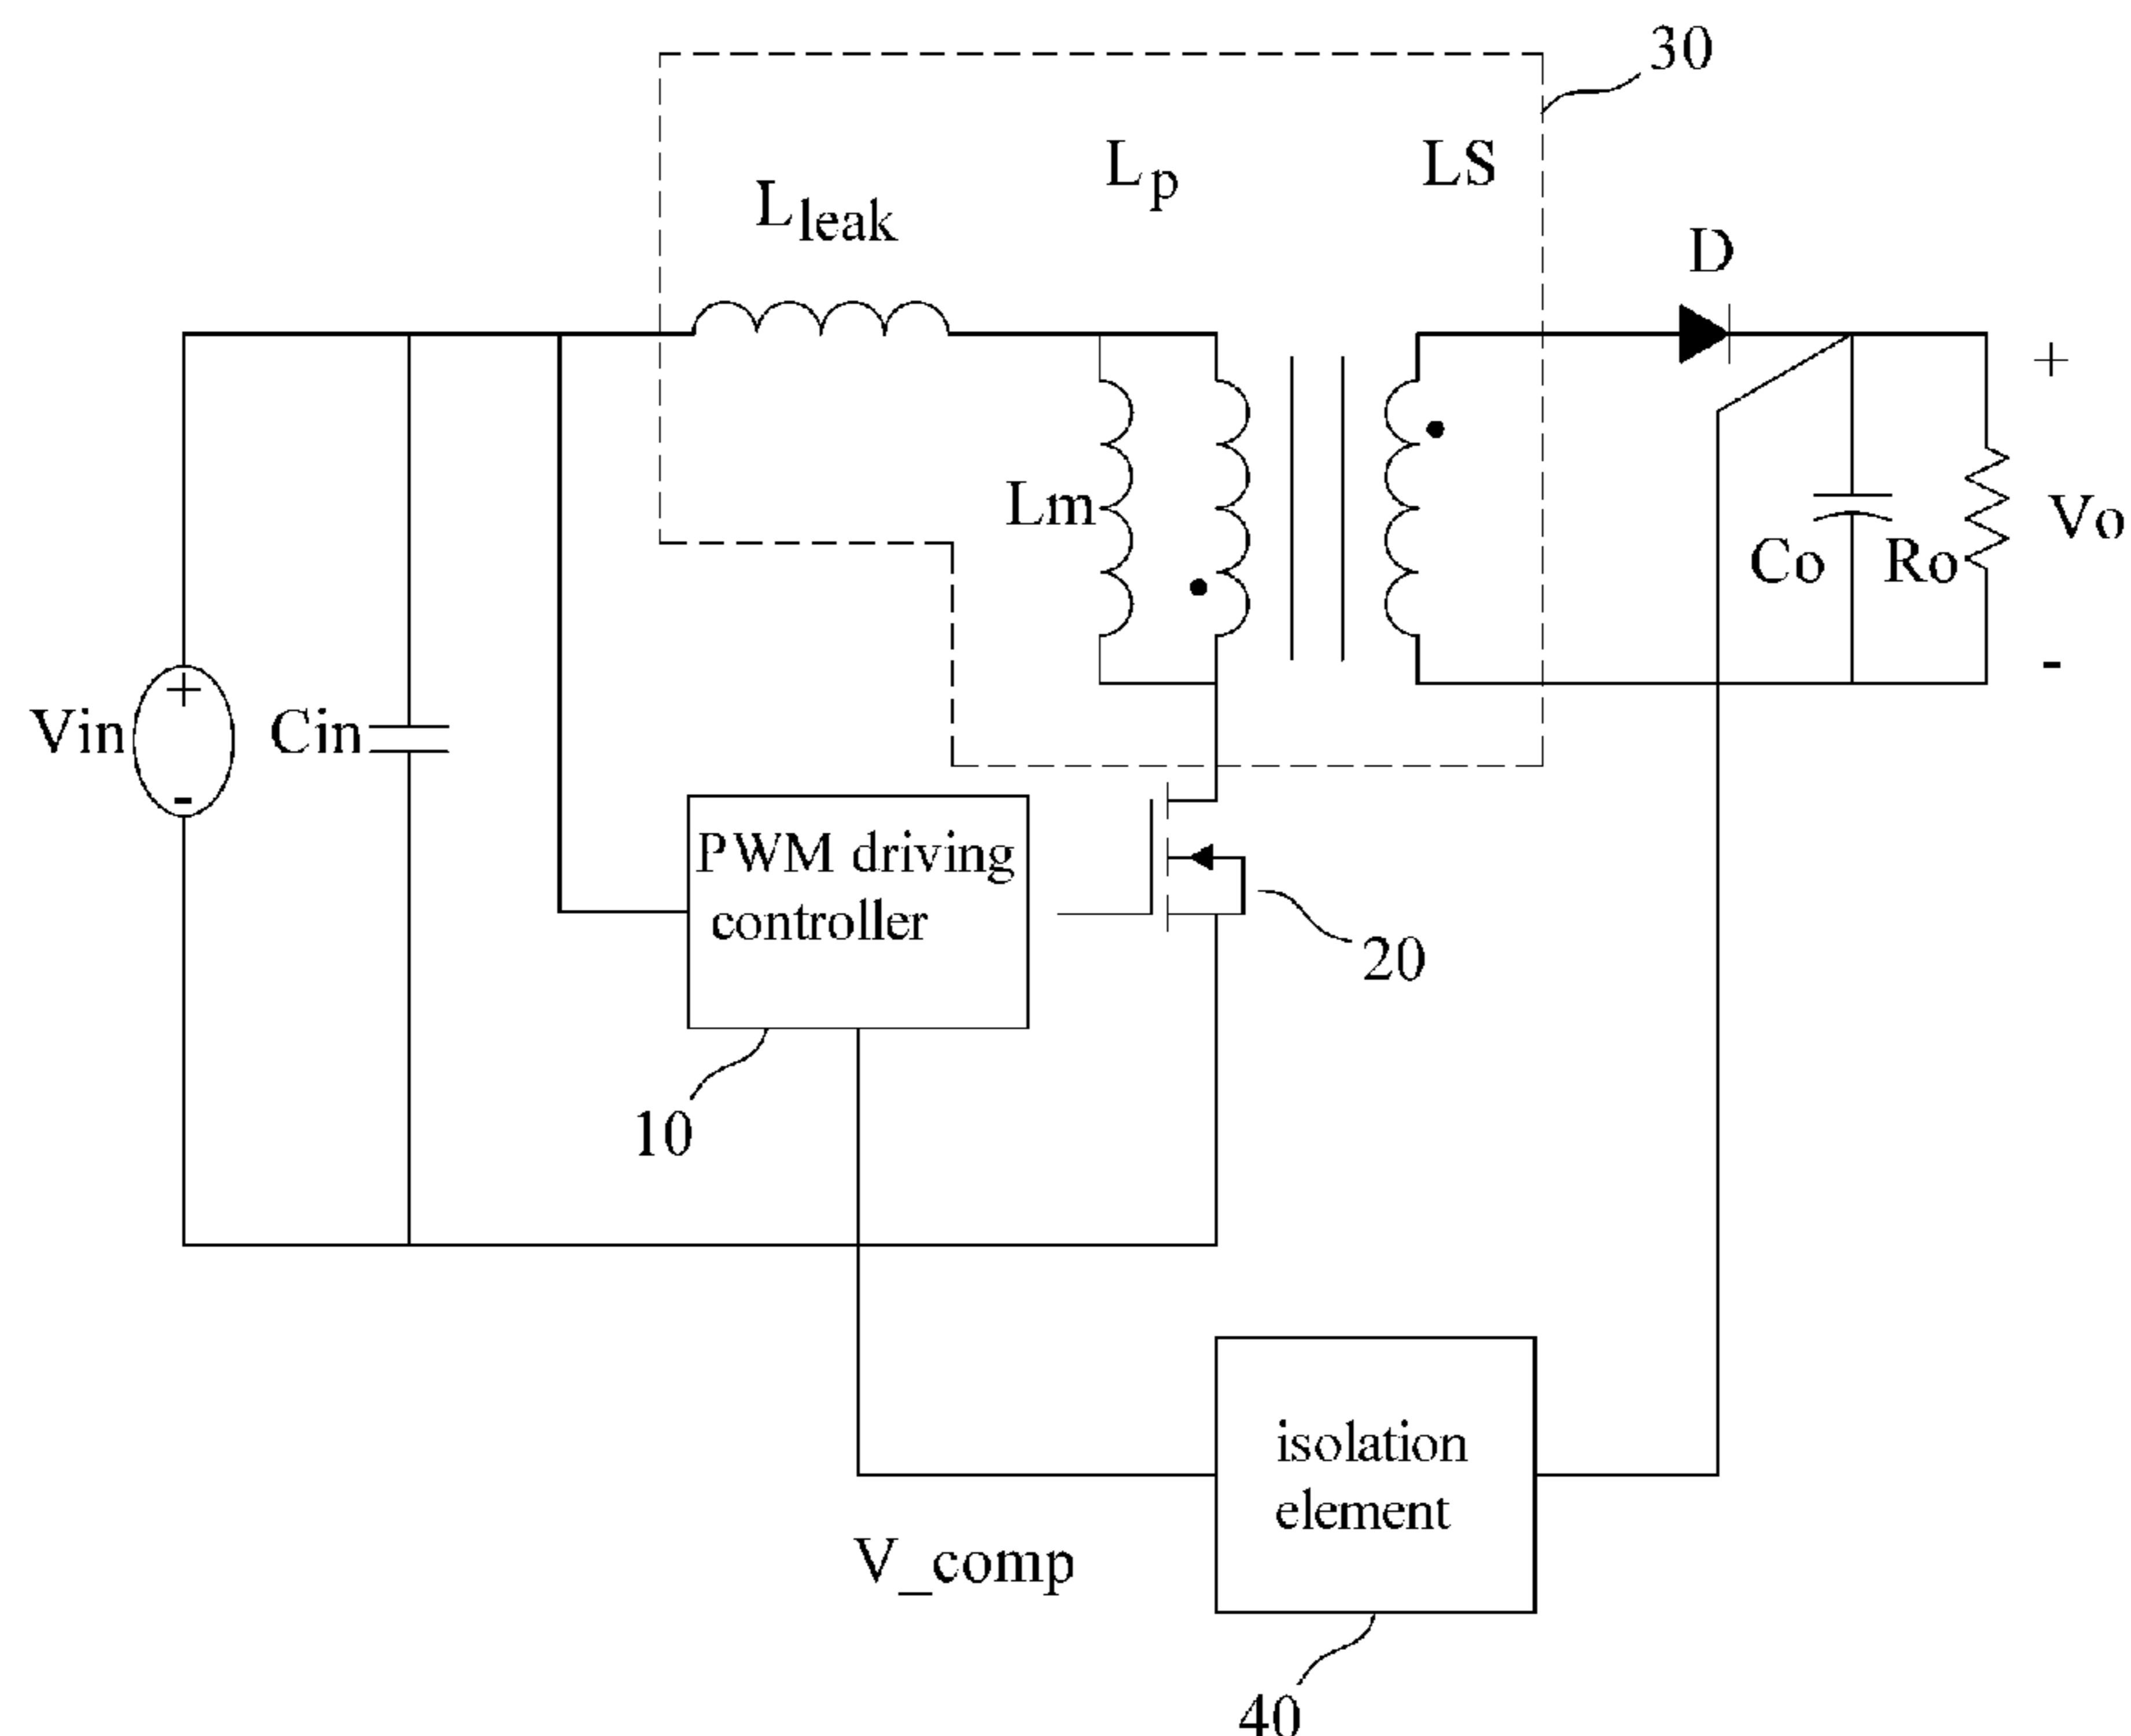 30
Lp
LS
Lleak
D
+
Lm
Vo
Co
Ro
+
Vin
Cin
-
-
PWM driving
controller
20
10
isolation
element
V_comp
40